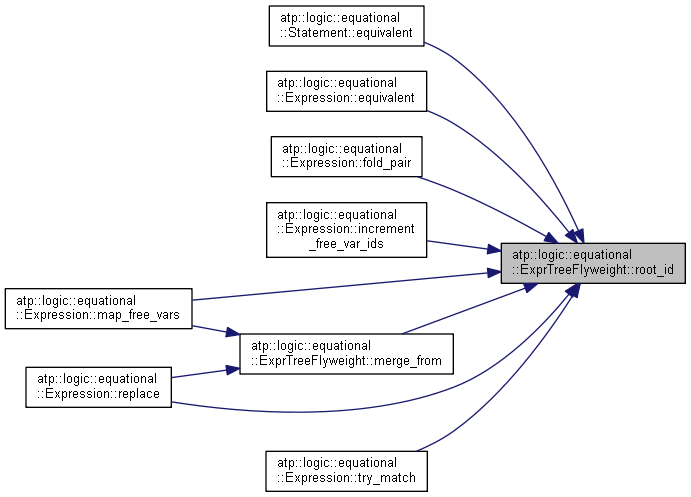 atp::logic::equational
::Statement::equivalent
atp::logic::equational
::Expression::equivalent
atp::logic::equational
::Expression::fold_pair
atp::logic::equational
::Expression::increment
_free_var_ids
atp::logic::equational
::ExprTreeFlyweight::root_id
atp::logic::equational
::Expression::map_free_vars
atp::logic::equational
::ExprTreeFlyweight::merge_from
atp::logic::equational
::Expression::replace
atp::logic::equational
::Expression::try_match